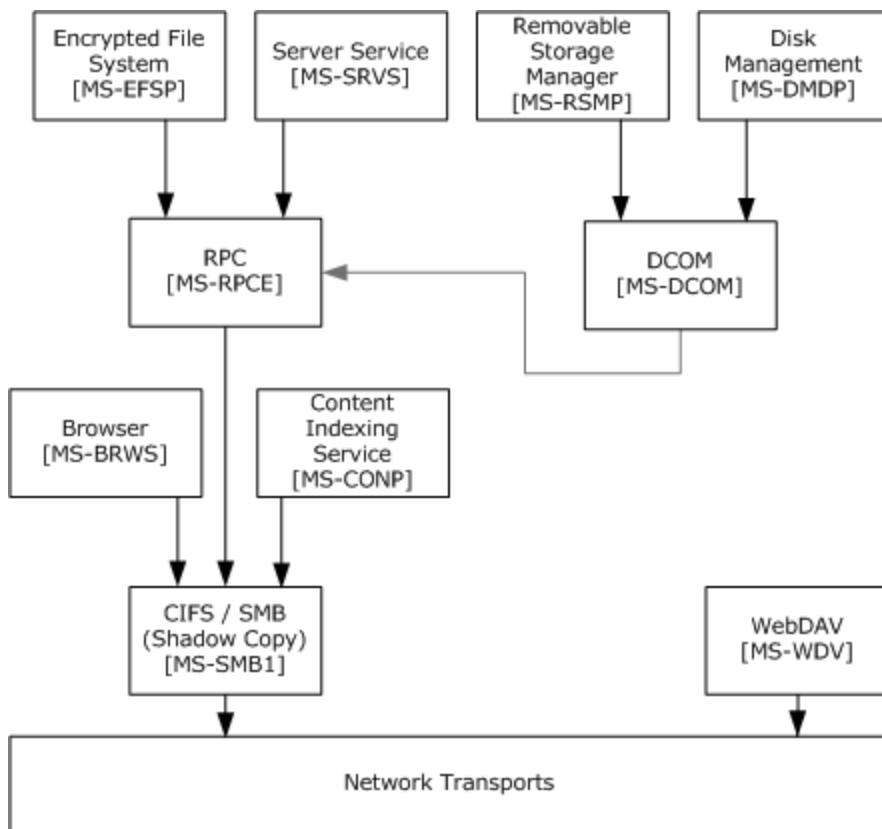 Encrypted File
System
[MS-EFSP]
Server Service
[MS-SRVS]
Removable
Storage
Manager
[MS-RSMP]
Disk
Management
[MS-DMDP]
RPC
[MS-RPCE]
DCOM
[MS-DCOM]
Browser
[MS-BRWS]
Content
Indexing
Service
[MS-CONP]
CIFS / SMB
(Shadow Copy)
[MS-SMB1]
WebDAV
[MS-WDV]
Network Transports